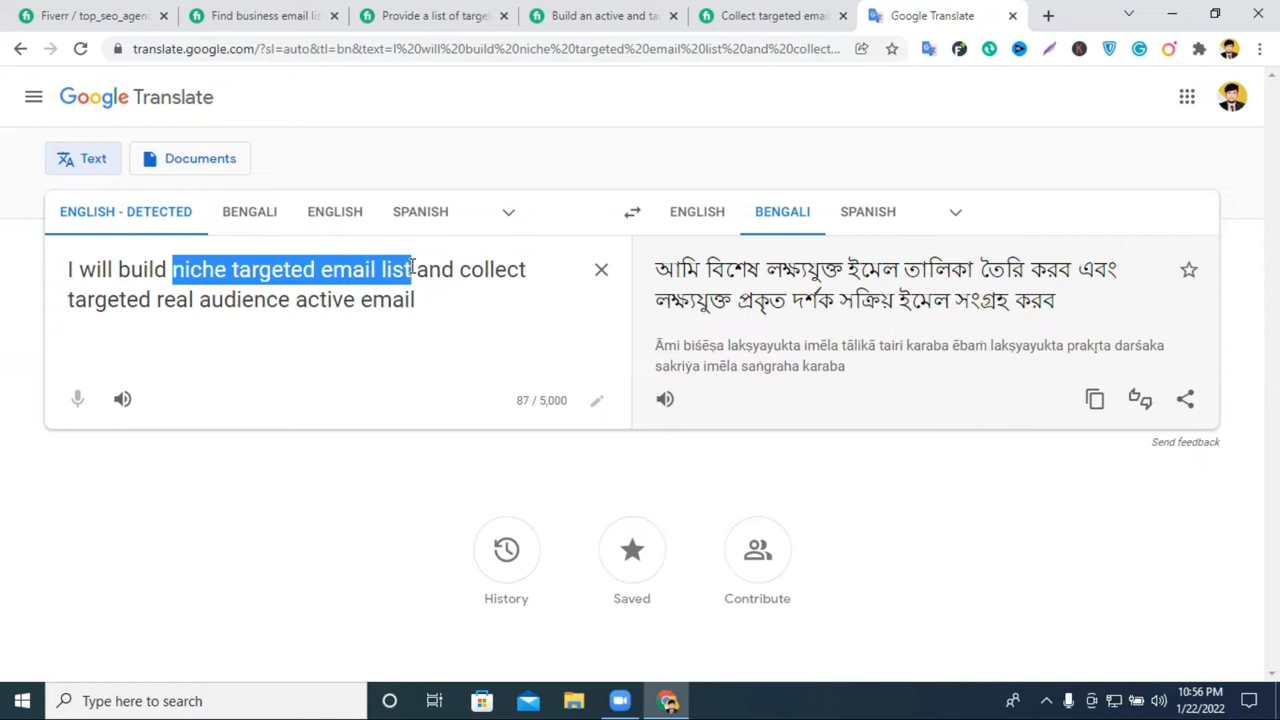 Fiverr / top_seo_agen
Find business email lis
Provide a list of targe
Build an active and ta
Collect targeted email
Google Translate
translate.google.com/?sl=auto&tl=bn&text=I%20will%20build%20niche%20targeted%20email%20list%20and%20collect...
Google Translate
Text
Documents
ENGLISH - DETECTED
BENGALI
ENGLISH
SPANISH
ENGLISH
BENGALI
SPANISH
I will build niche targeted email list and collect
targeted real audience active email
87 / 5,000
আমি বিশেষ লক্ষ্যযুক্ত ইমেল তালিকা তৈরি করব এবং
লক্ষ্যযুক্ত প্রকৃত দর্শক সক্রিয় ইমেল সংগ্রহ করব
Āmi biśēṣa lakṣyayukta imēla tālikā tairi karaba ēbaṁ lakṣyayukta prakr̥ta darśaka
sakriẏa imēla saṅgraha karaba
Send feedback
History
Saved
Contribute
Type here to search
10:56 PM
1/22/2022